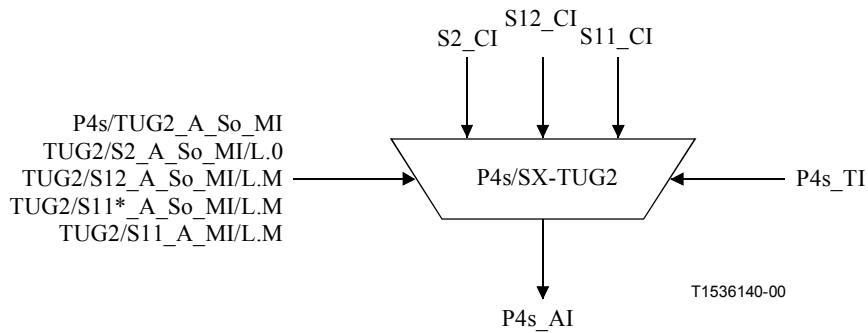 S12_CI
S2_CI
S11_CI
P4s/TUG2_A_So_MI
TUG2/S2_A_So_MI/L.0
TUG2/S12_A_So_MI/L.M
TUG2/S11*_A_So_MI/L.M
TUG2/S11_A_MI/L.M
P4s/SX-TUG2
P4s_TI
T1536140-00
P4s_AI